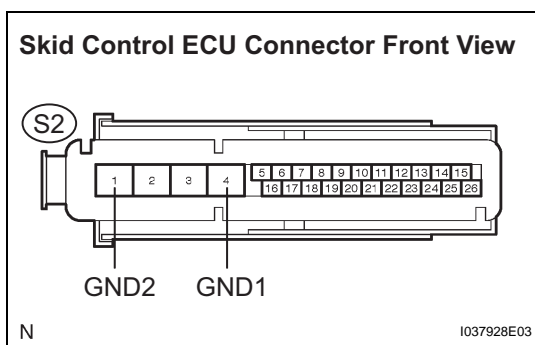 Skid Control ECU Connector Front View
S2
5 6 7 8 9 10 11 12 13 14 15
1 2 3 4
16 17 18 19 20 21 22 23 24 25 26
GND2 GND1
N I037928E03